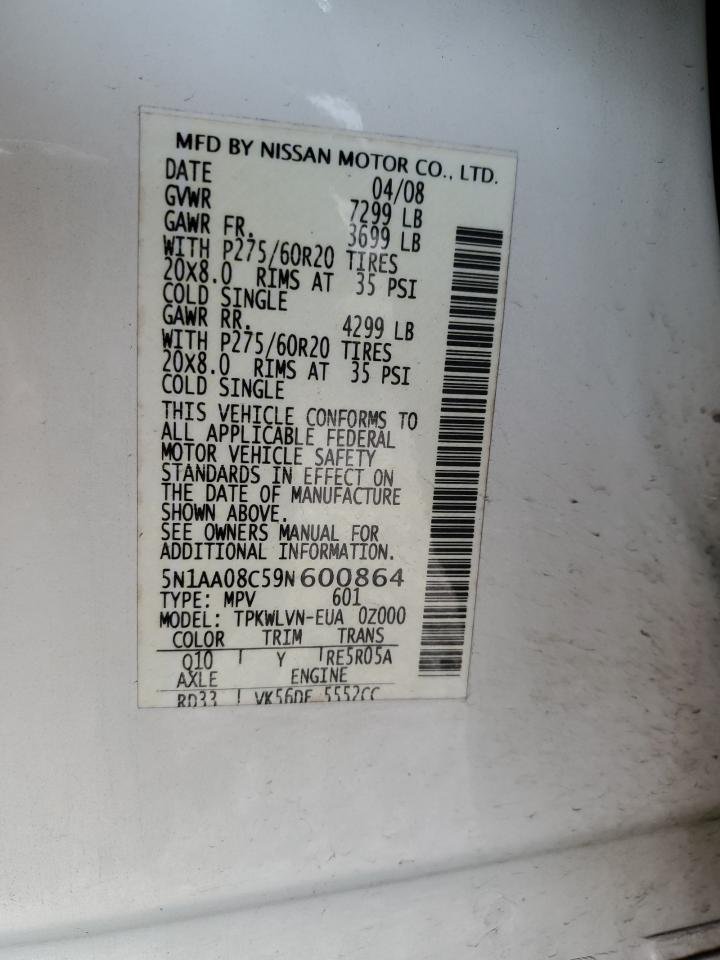 MFD BY NISSAN MOTOR CO., LTD.
DATE 04/08
GVWR 7299 LB
GAWR FR. 3699 LB
WITH P275/60R20 TIRES
20X8.0 RIMS AT 35 PSI
COLD SINGLE
GAWR RR. 4299 LB
WITH P275/60R20 TIRES
20X8.0 RIMS AT 35 PSI
COLD SINGLE
THIS VEHICLE CONFORMS TO
ALL APPLICABLE FEDERAL
MOTOR VEHICLE SAFETY
STANDARDS IN EFFECT ON
THE DATE OF MANUFACTURE
SHOWN ABOVE.
SEE OWNERS MANUAL FOR
ADDITIONAL INFORMATION.
5N1AA08C59N600864
TYPE: MPV 601
MODEL: TPKWLVN-EUA 0Z000
COLOR TRIM TRANS
Q10 Y RE5R05A
AXLE ENGINE
RD33 VK56DE 5552CC